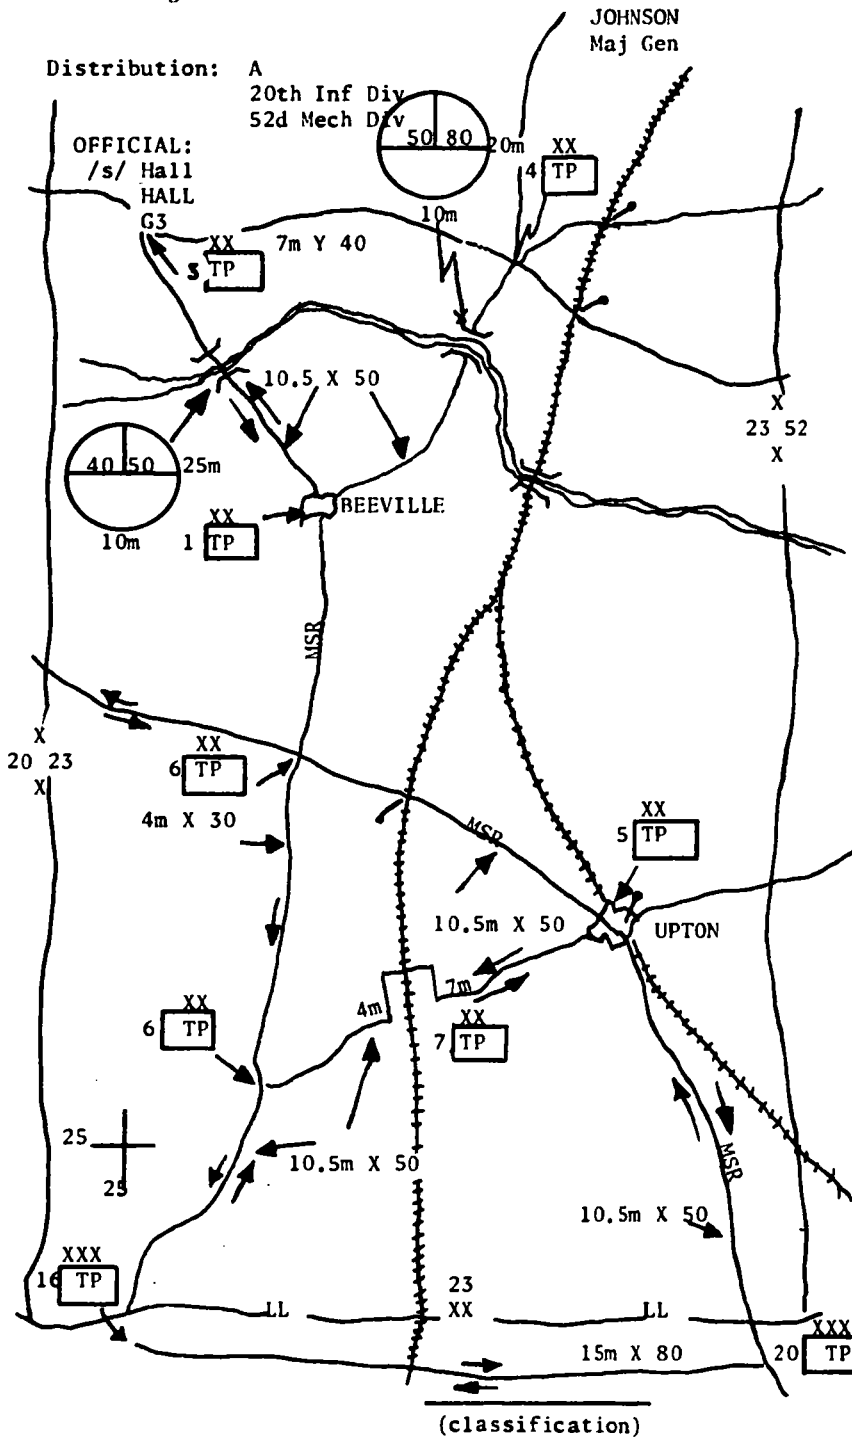 JOHNSON
Maj Gen
Distribution: A
20th Inf Div
52d Mech Div
OFFICIAL:
/s/ Hall
HALL
G3
50 80 20m
10m
XX
4 TP
XX
3 TP
7m Y 40
10.5 X 50
X
23 52
X
40 50 25m
10m
BEEVILLE
XX
1 TP
MSR
X
20 23
X
XX
6 TP
4m X 30
MSR
XX
5 TP
10.5m X 50
UPTON
7m
4m
XX
6 TP
XX
7 TP
25
25
10.5m X 50
MSR
10.5m X 50
XXX
16 TP
23
XX
LL
LL
XXX
20 TP
15m X 80
(classification)